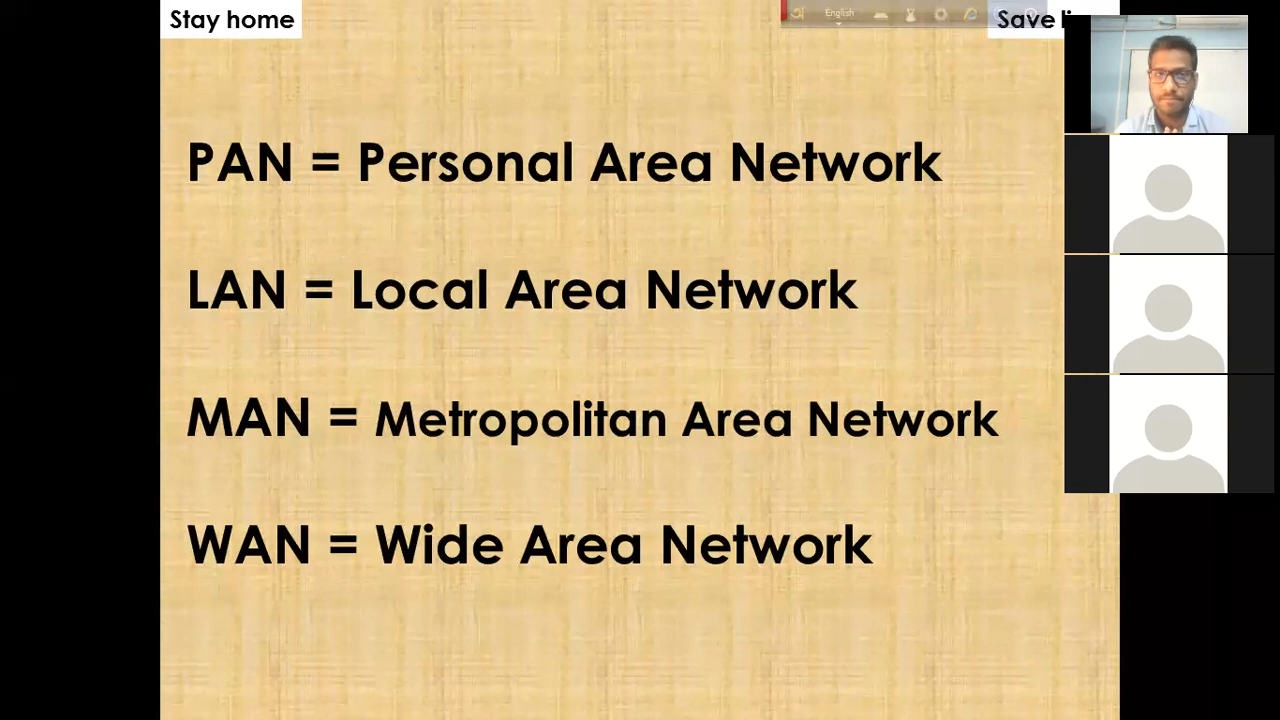 Stay home
অ English
Save
PAN = Personal Area Network
LAN = Local Area Network
MAN = Metropolitan Area Network
WAN = Wide Area Network